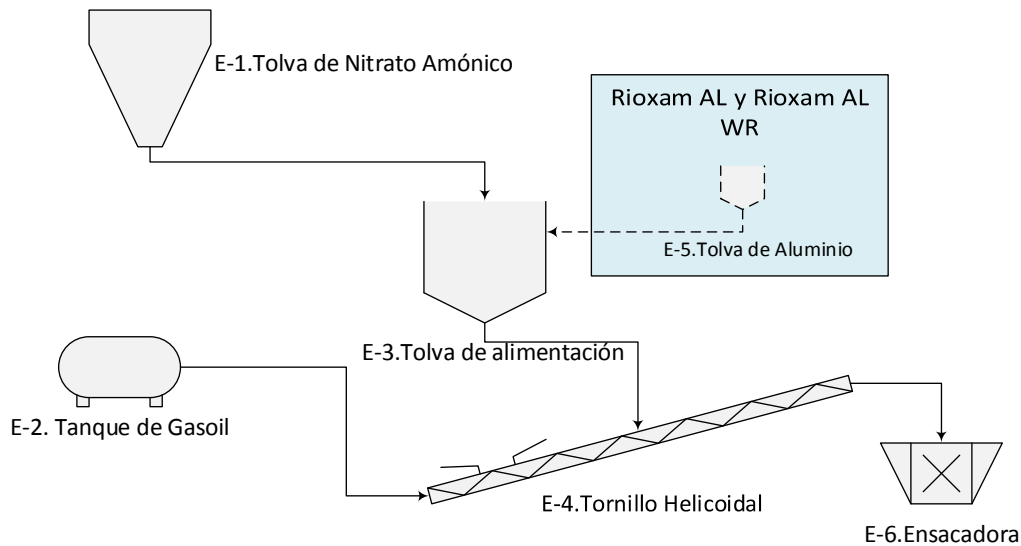 E-1.Tolva de Nitrato Amónico
Rioxam AL y Rioxam AL
WR
E-5.Tolva de Aluminio
E-3.Tolva de alimentación
E-2. Tanque de Gasoil
E-4.Tornillo Helicoidal
E-6.Ensacadora